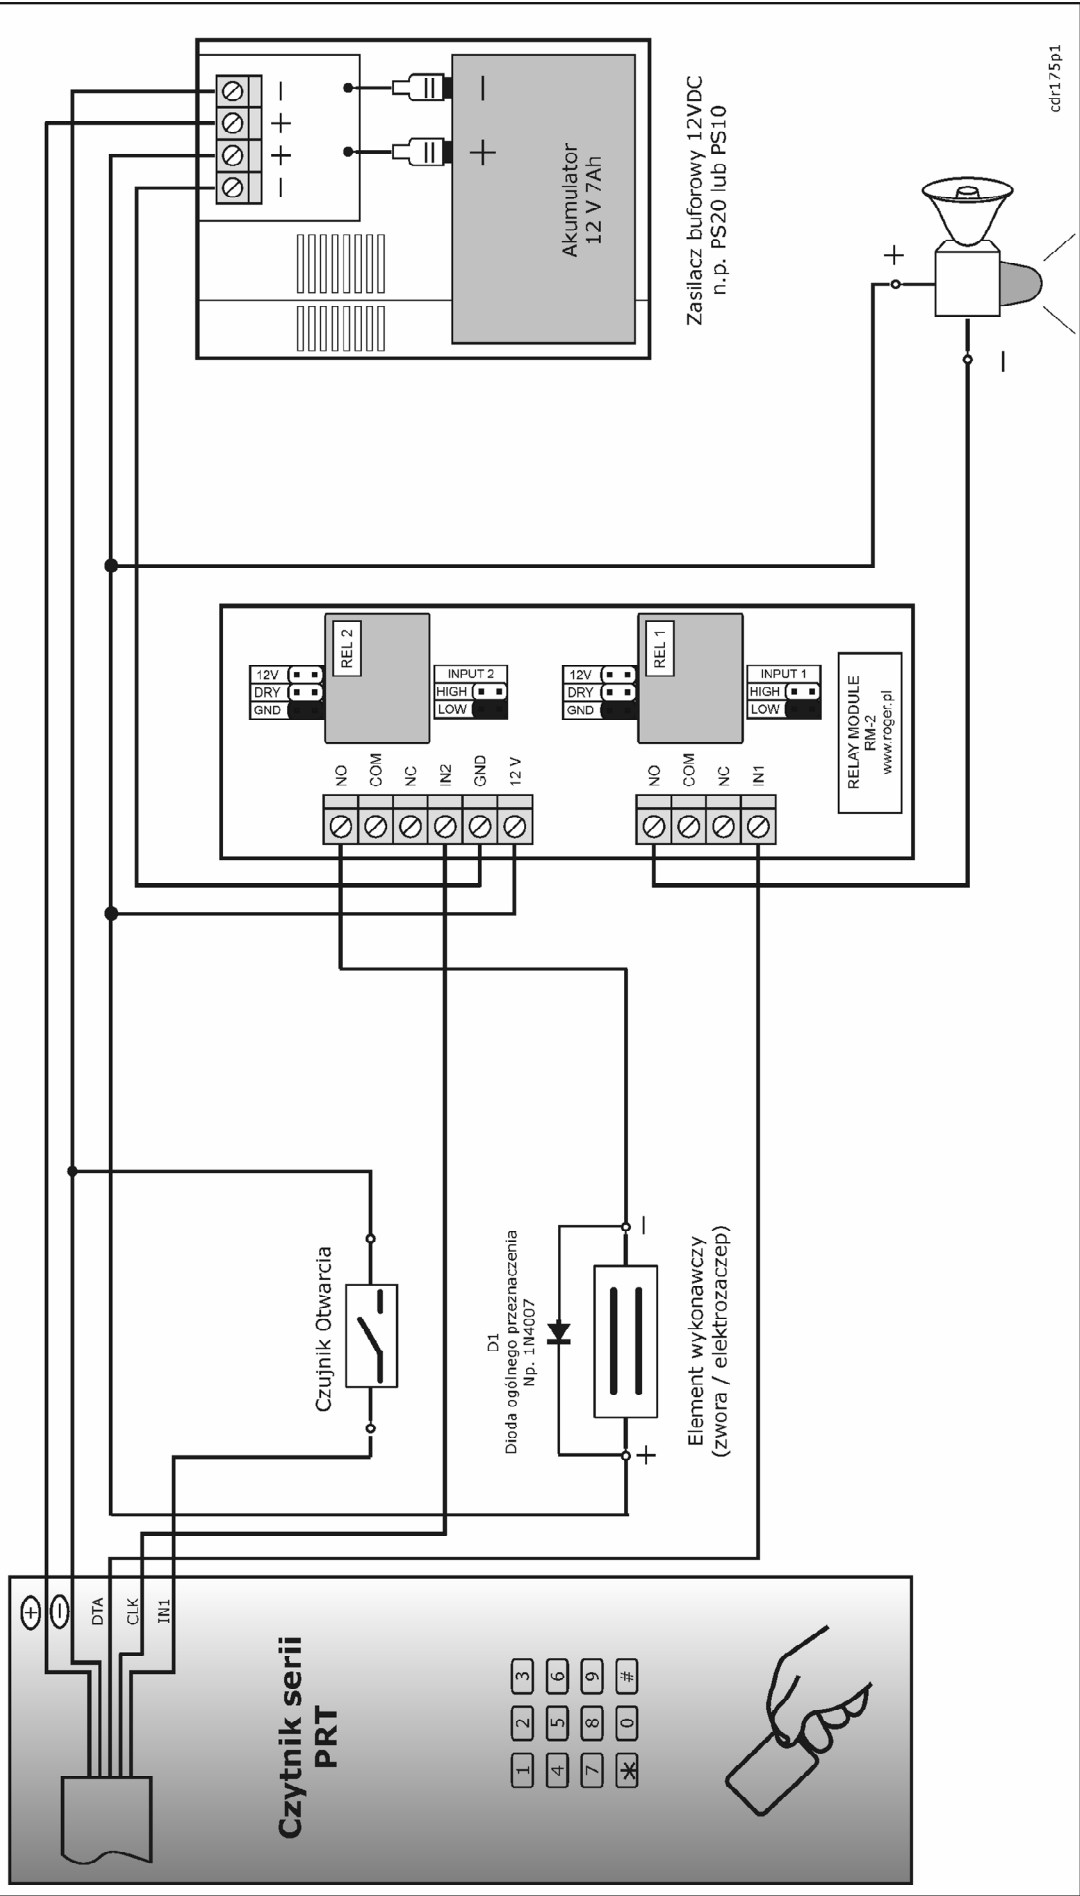 cdr175p1
−
+
+
−
−
+
Akumulator
12 V 7Ah
Zasilacz buforowy 12VDC
n.p. PS20 lub PS10
+
−
REL 2
12V
DRY
GND
INPUT 2
HIGH
LOW
NO
COM
NC
IN2
GND
12 V
REL 1
12V
DRY
GND
INPUT 1
HIGH
LOW
NO
COM
NC
IN1
RELAY MODULE
RM-2
www.roger.pl
Czujnik Otwarcia
D1
Dioda ogólnego przeznaczenia
Np. 1N4007
−
+
Element wykonawczy
(zwora / elektrozaczep)
+
−
DTA
CLK
IN1
Czytnik serii
PRT
1 2 3
4 5 6
7 8 9
* 0 #